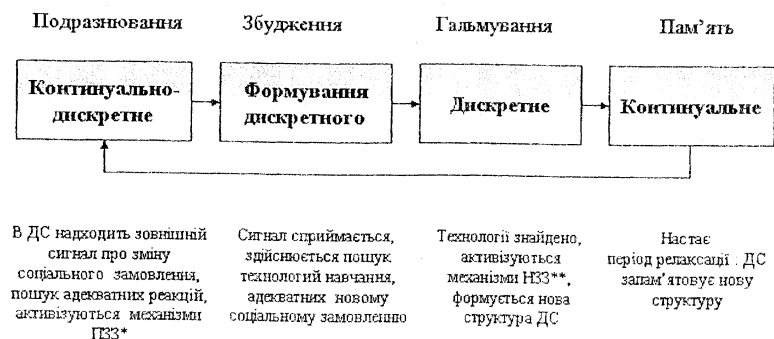 Подразнювання Збудження Гальмування Пам’ять
Континуально-
дискретне
Формування
дискретного
Дискретне
Континуальне
В ДС надходить зовнішній
сигнал про зміну
соціального замовлення,
пошук адекватних реакцій,
активізуються механізми
ПЗЗ*
Сигнал сприймається,
здійснюється пошук
технологий навчання,
адекватних новому
соціальному замовленню
Технології знайдено,
активізуються
механізми НЗЗ**,
формується нова
структура ДС
Настає
період релаксації : ДС
запам’ятовує нову
структуру